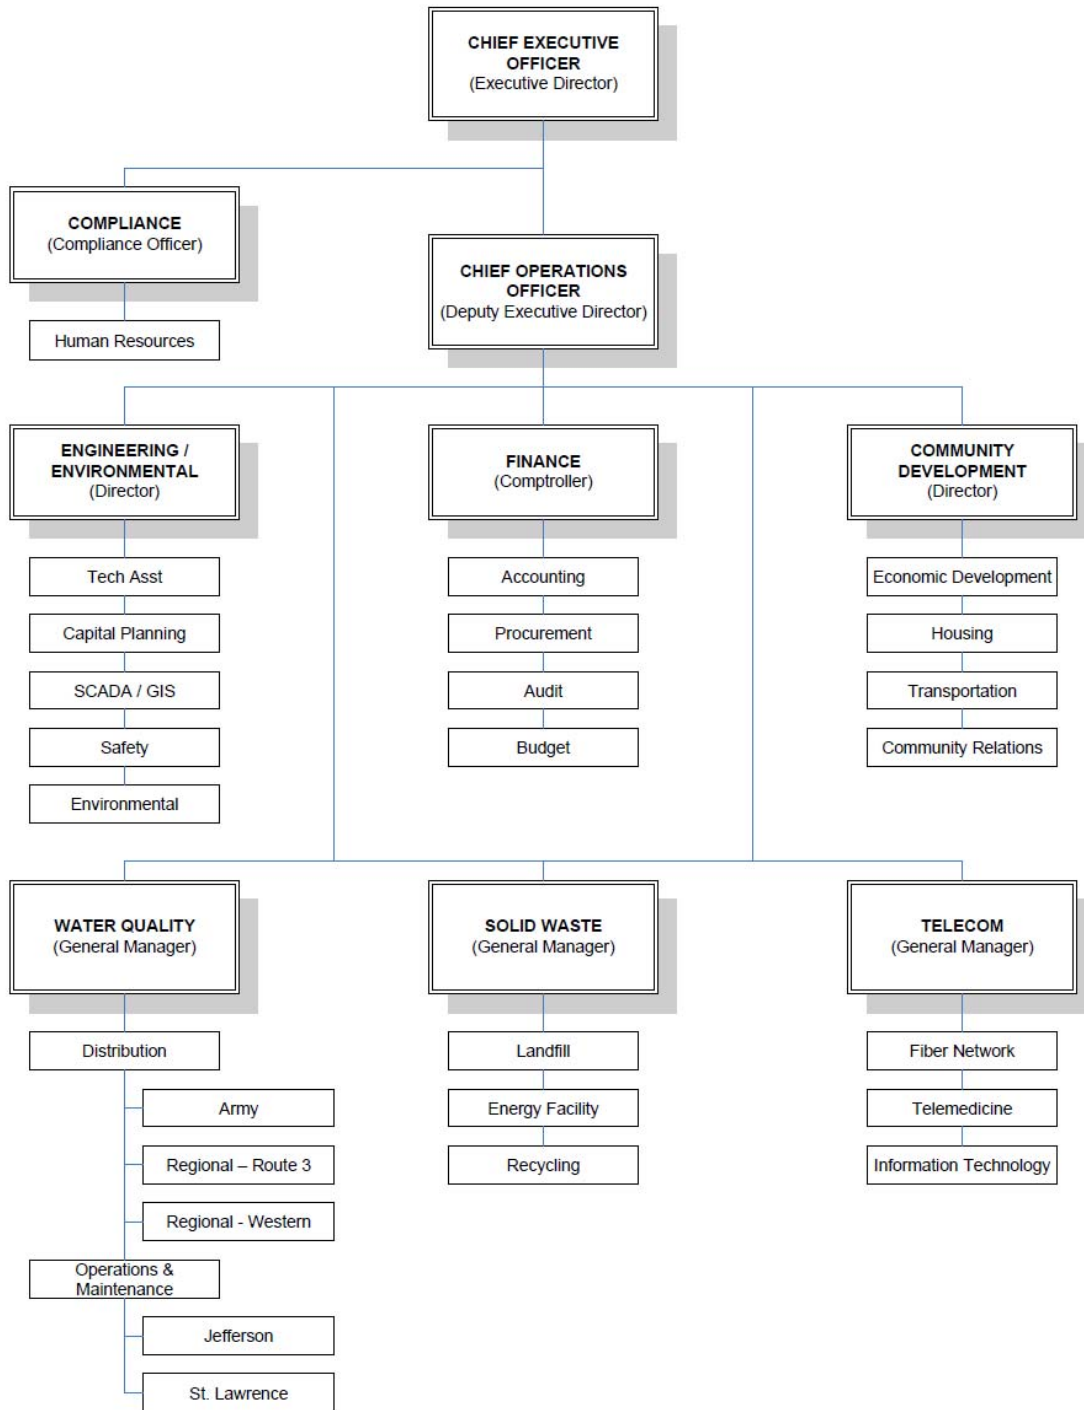 CHIEF EXECUTIVE
OFFICER
(Executive Director)
COMPLIANCE
(Compliance Officer)
CHIEF OPERATIONS
OFFICER
(Deputy Executive Director)
Human Resources
ENGINEERING /
ENVIRONMENTAL
(Director)
FINANCE
(Comptroller)
COMMUNITY
DEVELOPMENT
(Director)
Tech Asst
Capital Planning
SCADA / GIS
Safety
Environmental
Accounting
Procurement
Audit
Budget
Economic Development
Housing
Transportation
Community Relations
WATER QUALITY
(General Manager)
SOLID WASTE
(General Manager)
TELECOM
(General Manager)
Distribution
Army
Regional – Route 3
Regional - Western
Operations &
Maintenance
Jefferson
St. Lawrence
Landfill
Energy Facility
Recycling
Fiber Network
Telemedicine
Information Technology